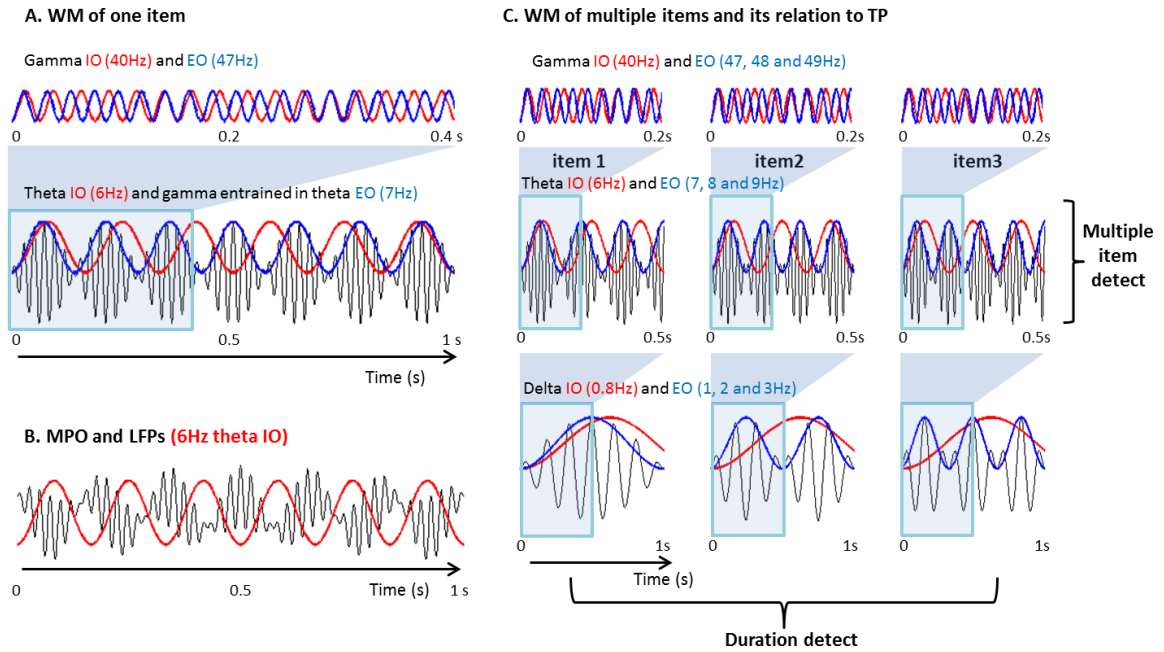 A. WM of one item
Gamma IO (40Hz) and EO (47Hz)
0 0.2 0.4 s
Theta IO (6Hz) and gamma entrained in theta EO (7Hz)
0 0.5 1 s
Time (s)
B. MPO and LFPs (6Hz theta IO)
0 0.5 Time (s) 1 s
C. WM of multiple items and its relation to TP
Gamma IO (40Hz) and EO (47, 48 and 49Hz)
0 0.2s 0 0.2s 0 0.2s
item 1 item2 item3
Theta IO (6Hz) and EO (7, 8 and 9Hz)
Multiple
item
detect
0 0.5s 0 0.5s 0 0.5s
Delta IO (0.8Hz) and EO (1, 2 and 3Hz)
0 1s 0 1s 0 1s
Time (s)
Duration detect